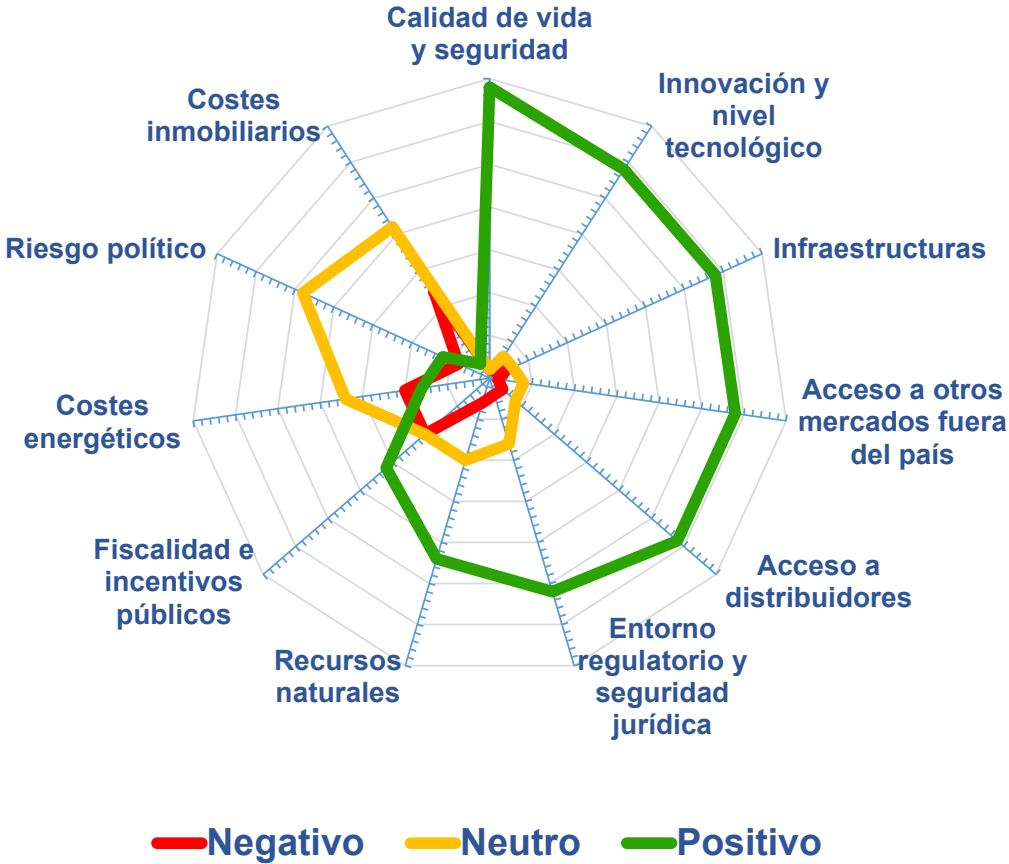 Calidad de vida
y seguridad
Innovación y
nivel
tecnológico
Infraestructuras
Acceso a otros
mercados fuera
del país
Acceso a
distribuidores
Entorno
regulatorio y
seguridad
jurídica
Recursos
naturales
Fiscalidad e
incentivos
públicos
Costes
energéticos
Riesgo político
Costes
inmobiliarios
Negativo
Neutro
Positivo